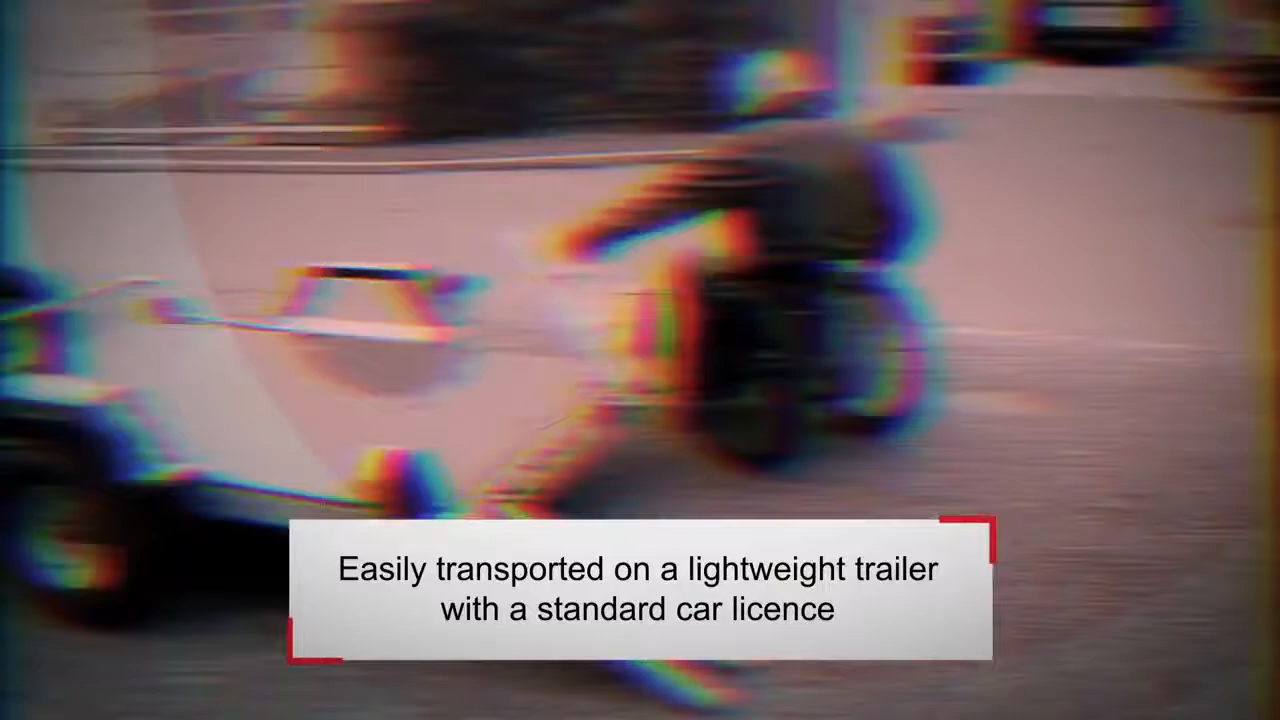 Easily transported on a lightweight trailer
with a standard car licence